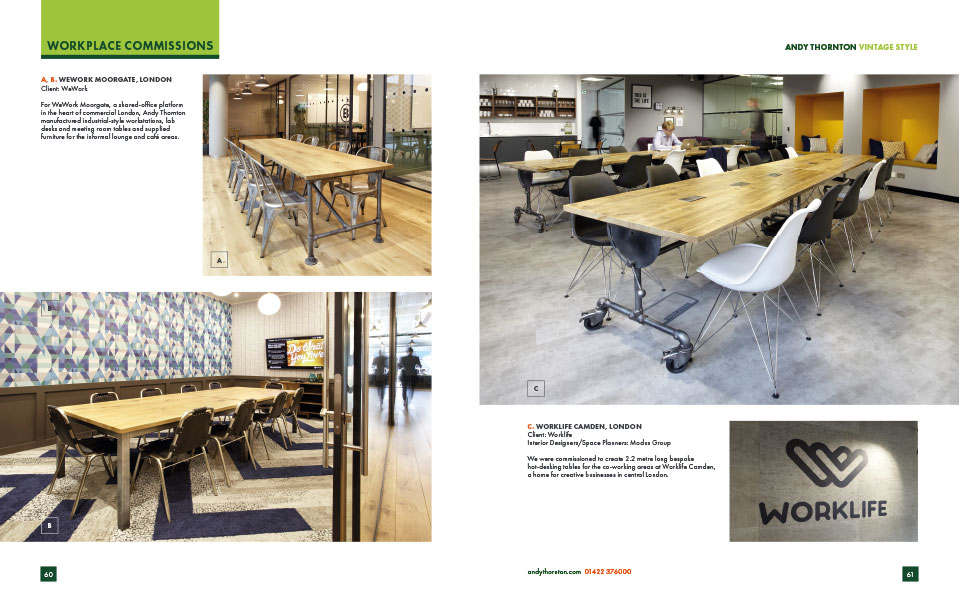 WORKPLACE COMMISSIONS
ANDY THORNTON VINTAGE STYLE
A, B. WEWORK MOORGATE, LONDON
Client: WeWork
For WeWork Moorgate, a shared-office platform
in the heart of commercial London, Andy Thornton
manufactured industrial-style workstations, lab
desks and meeting room tables and supplied
furniture for the informal lounge and café areas.
A
B
Do What
You Love
B
THIS IS
THE LIFE
C
C. WORKLIFE CAMDEN, LONDON
Client: Worklife
Interior Designers/Space Planners: Modus Group
We were commissioned to create 2.2 metre long bespoke
hot-desking tables for the co-working areas at Worklife Camden,
a home for creative businesses in central London.
WORKLIFE
60
andythornton.com 01422 376000
61